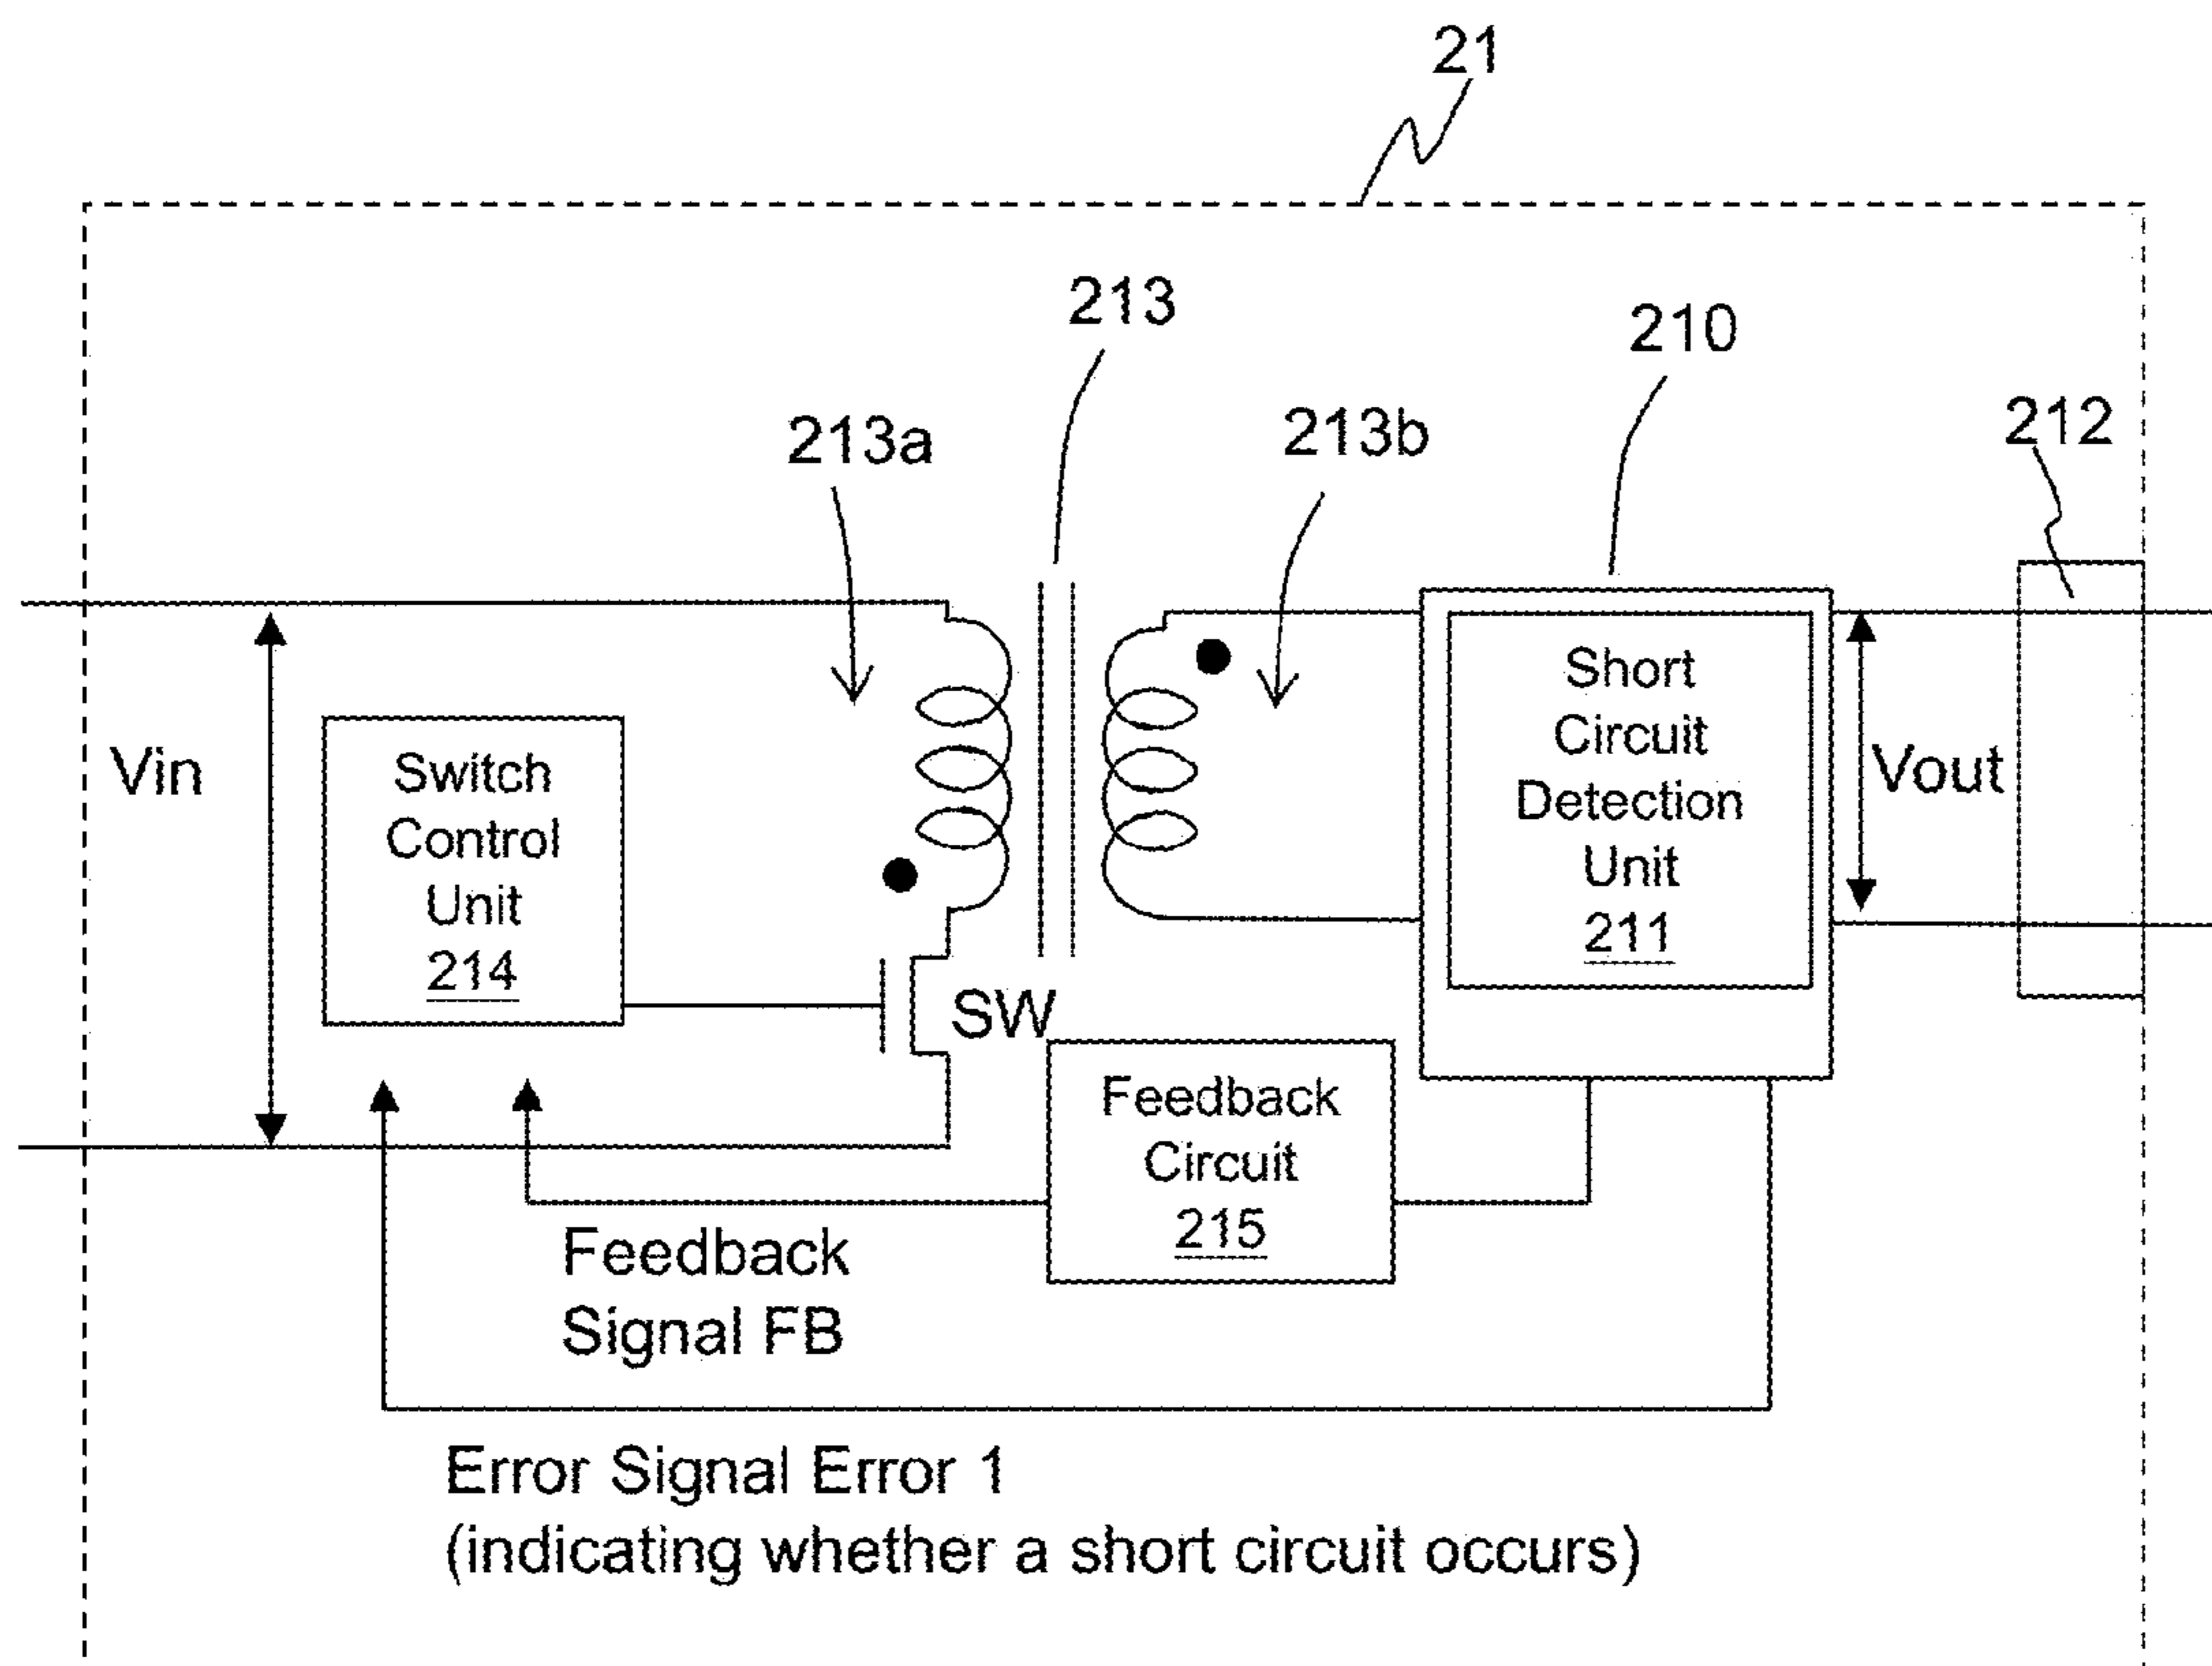 21
213
210
212
213a
213b
Vin
Switch
Control
Unit
214
SW
Short
Circuit
Detection
Unit
211
Vout
Feedback
Circuit
215
Feedback
Signal FB
Error Signal Error 1
(indicating whether a short circuit occurs)